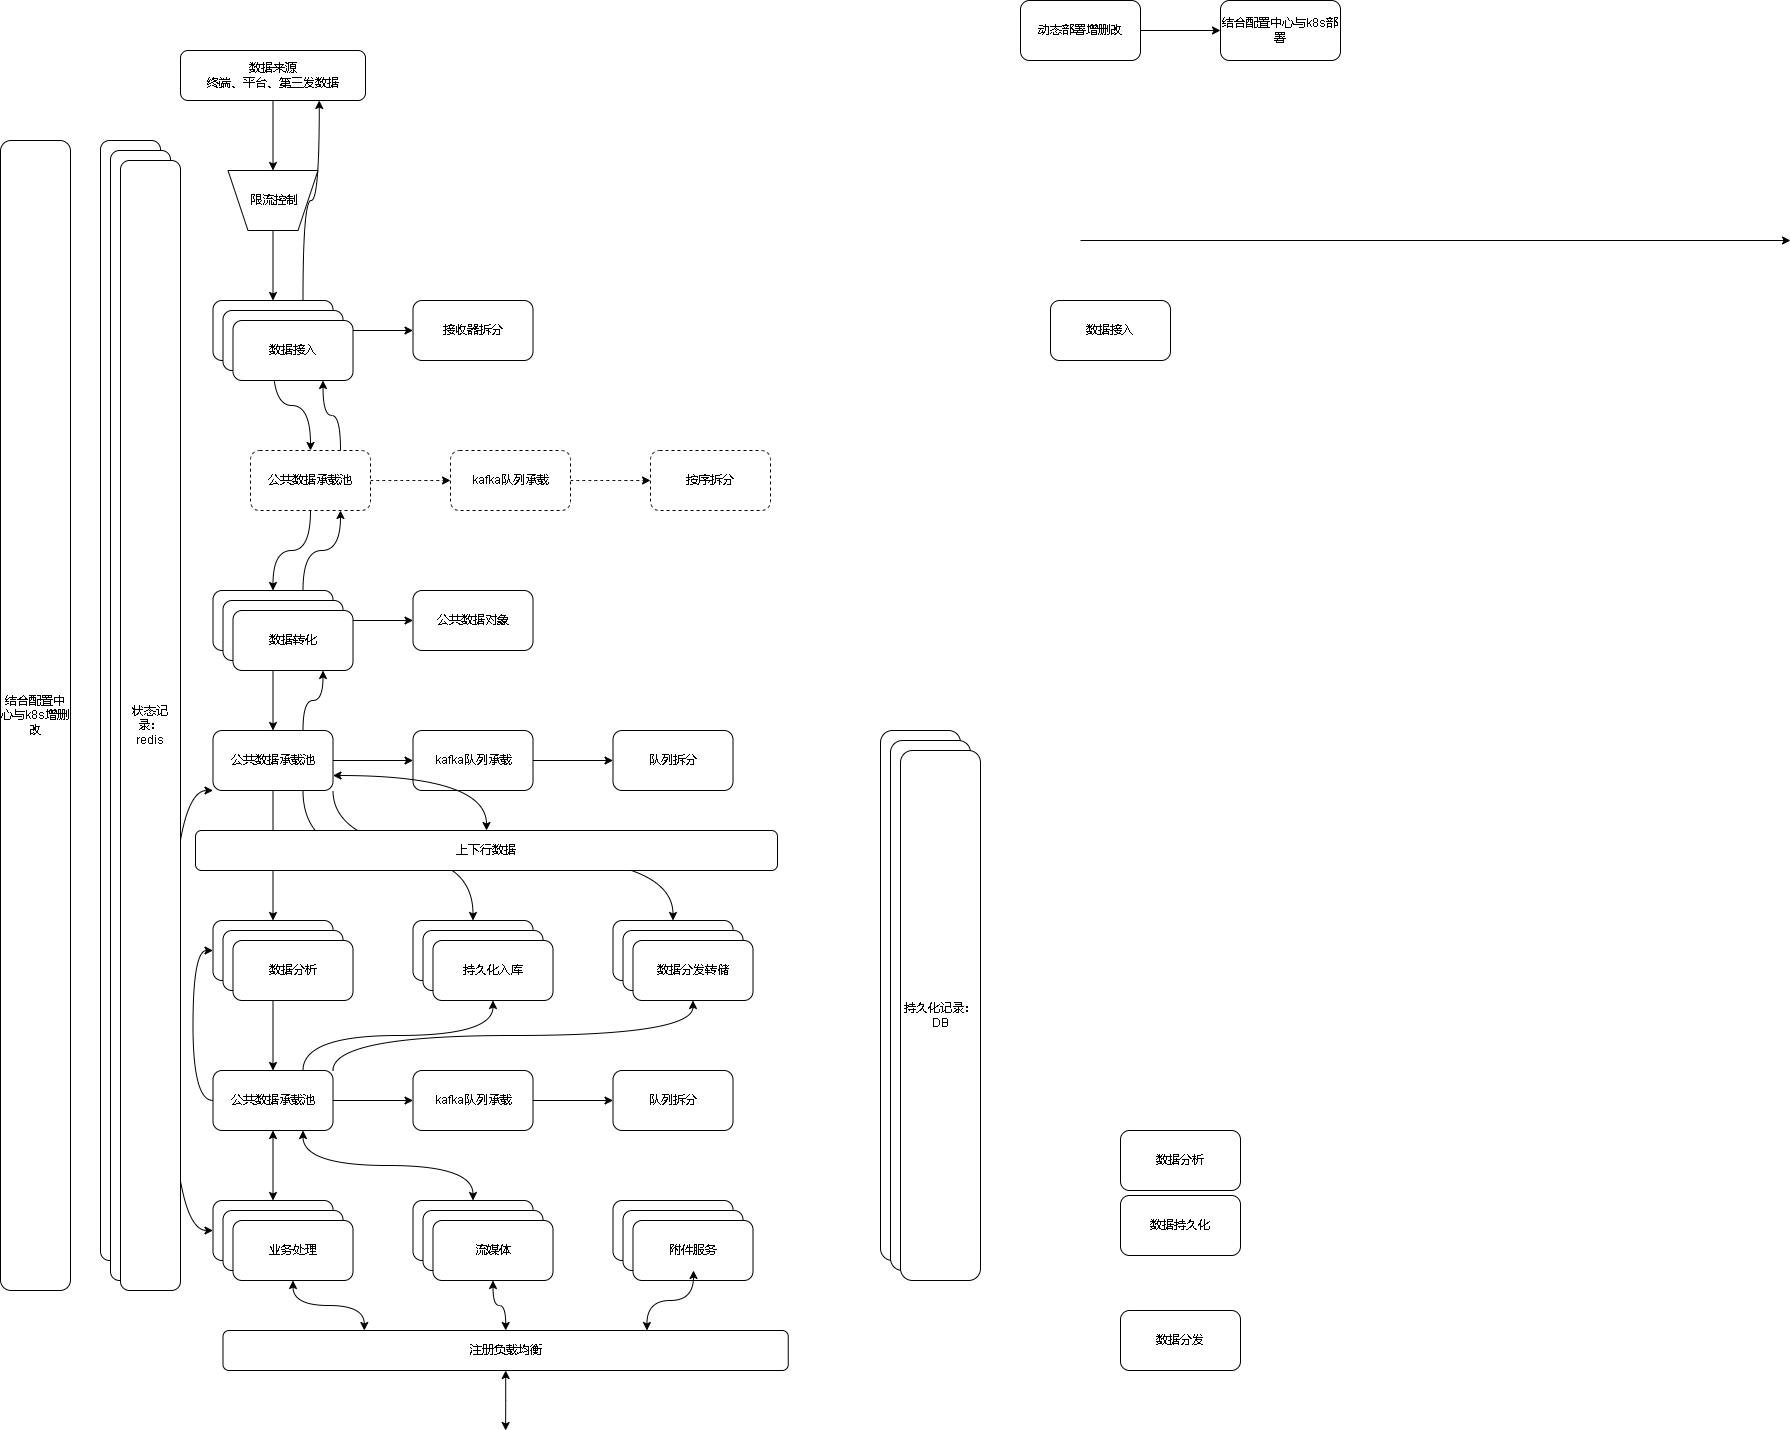 动态部署增删改
结合配置中心与k8s部
署
数据来源
终端、平台、第三发数据
限流控制
数据接入
接收器拆分
数据接入
公共数据承载池
kafka队列承载
按序拆分
数据转化
公共数据对象
结合配置中
心与k8s增删
改
状态记
录：
redis
公共数据承载池
kafka队列承载
队列拆分
上下行数据
数据分析
持久化入库
数据分发转储
持久化记录：
DB
公共数据承载池
kafka队列承载
队列拆分
数据分析
数据持久化
业务处理
流媒体
附件服务
数据分发
注册负载均衡